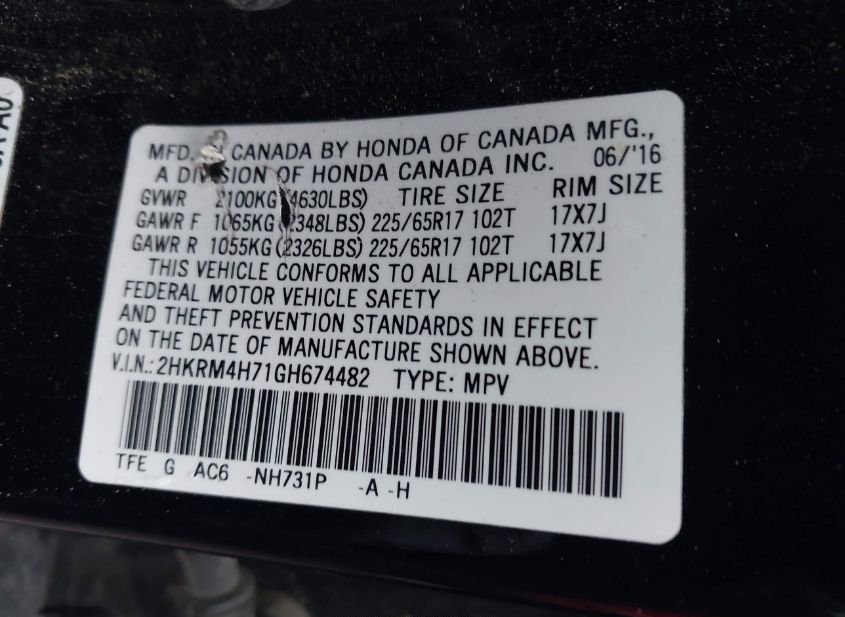 MFD. CANADA BY HONDA OF CANADA MFG.,
A DIVISION OF HONDA CANADA INC. 06/'16
GVWR 2100KG(4630LBS) TIRE SIZE RIM SIZE
GAWR F 1065KG(2348LBS) 225/65R17 102T 17X7J
GAWR R 1055KG(2326LBS) 225/65R17 102T 17X7J
THIS VEHICLE CONFORMS TO ALL APPLICABLE
FEDERAL MOTOR VEHICLE SAFETY
AND THEFT PREVENTION STANDARDS IN EFFECT
ON THE DATE OF MANUFACTURE SHOWN ABOVE.
V.I.N.: 2HKRM4H71GH674482 TYPE: MPV
TFE G AC6 -NH731P -A -H